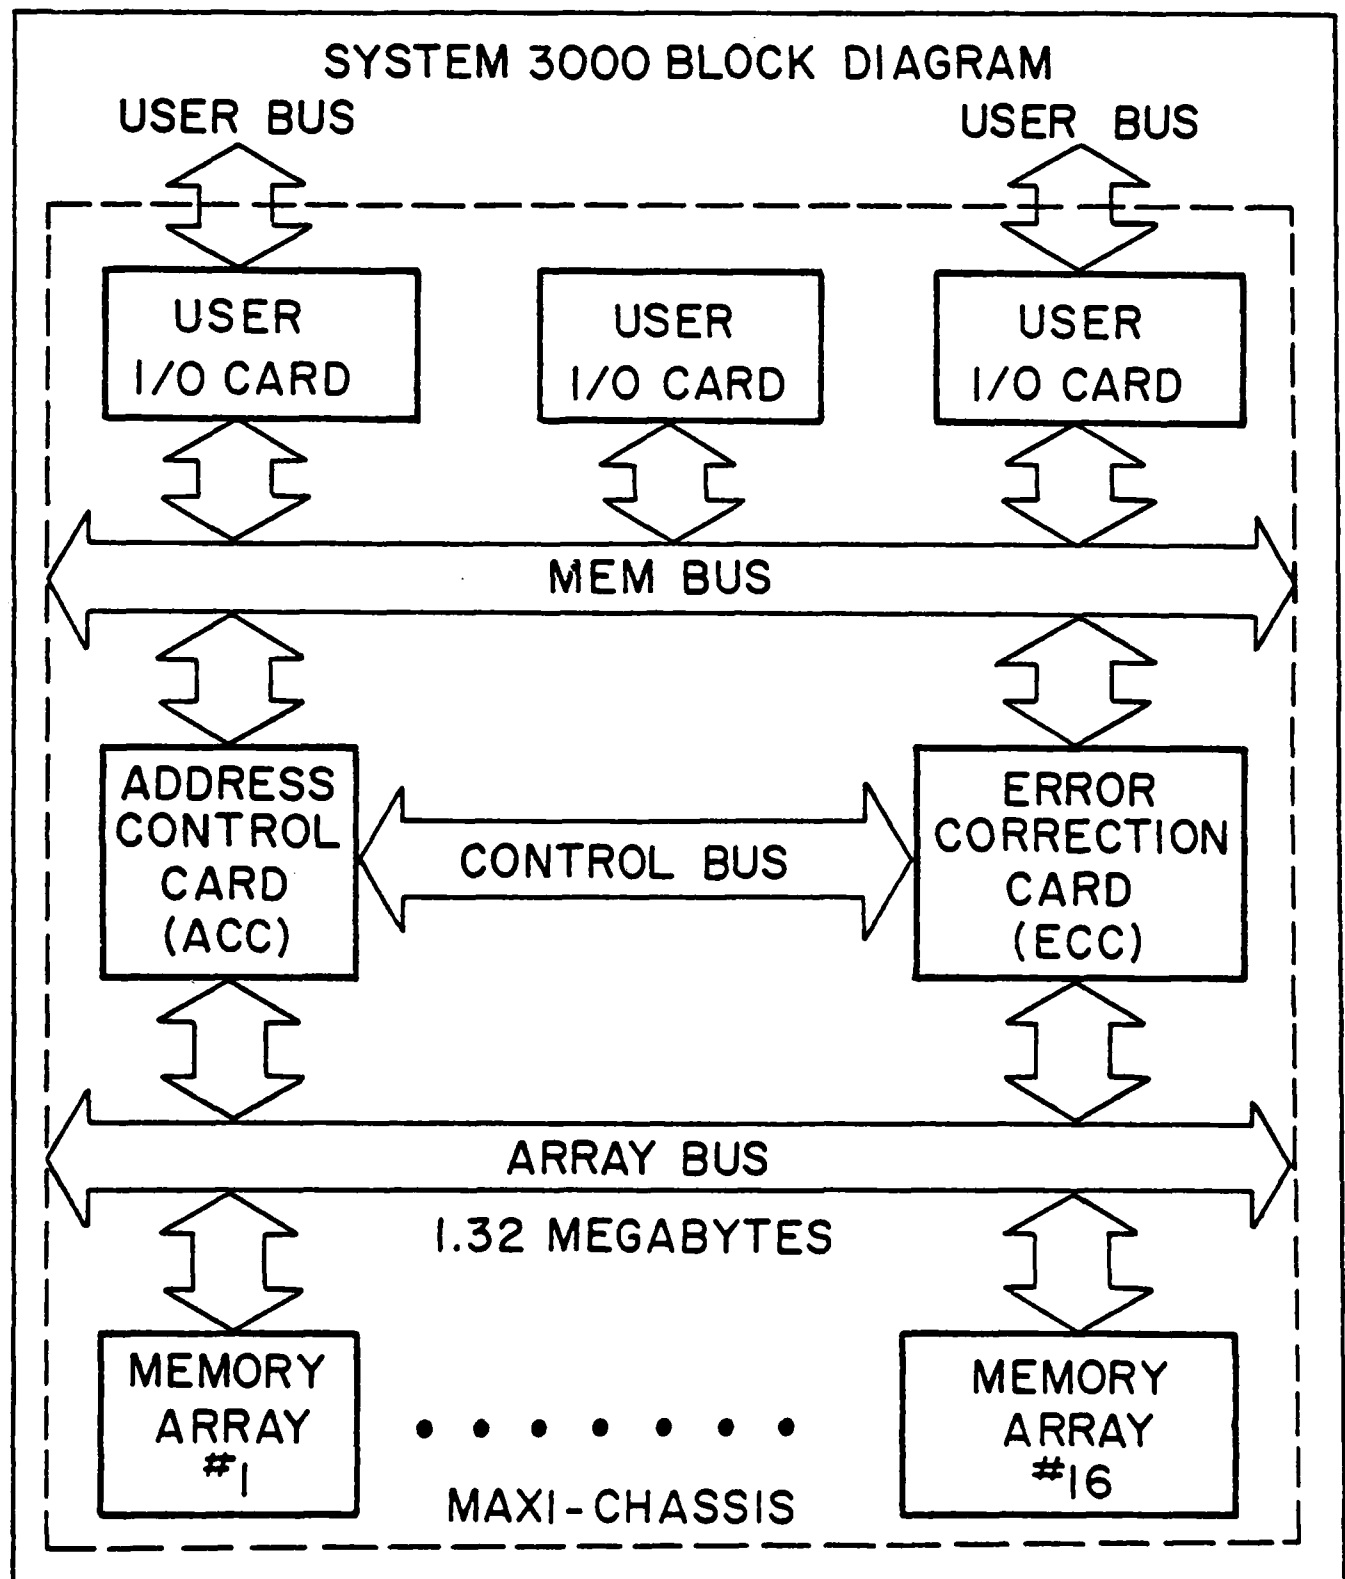 SYSTEM 3000 BLOCK DIAGRAM
USER BUS
USER BUS
USER
I/O CARD
USER
I/O CARD
USER
I/O CARD
MEM BUS
ADDRESS
CONTROL
CARD
(ACC)
CONTROL BUS
ERROR
CORRECTION
CARD
(ECC)
ARRAY BUS
1.32 MEGABYTES
MEMORY
ARRAY
#1
MEMORY
ARRAY
#16
MAXI-CHASSIS